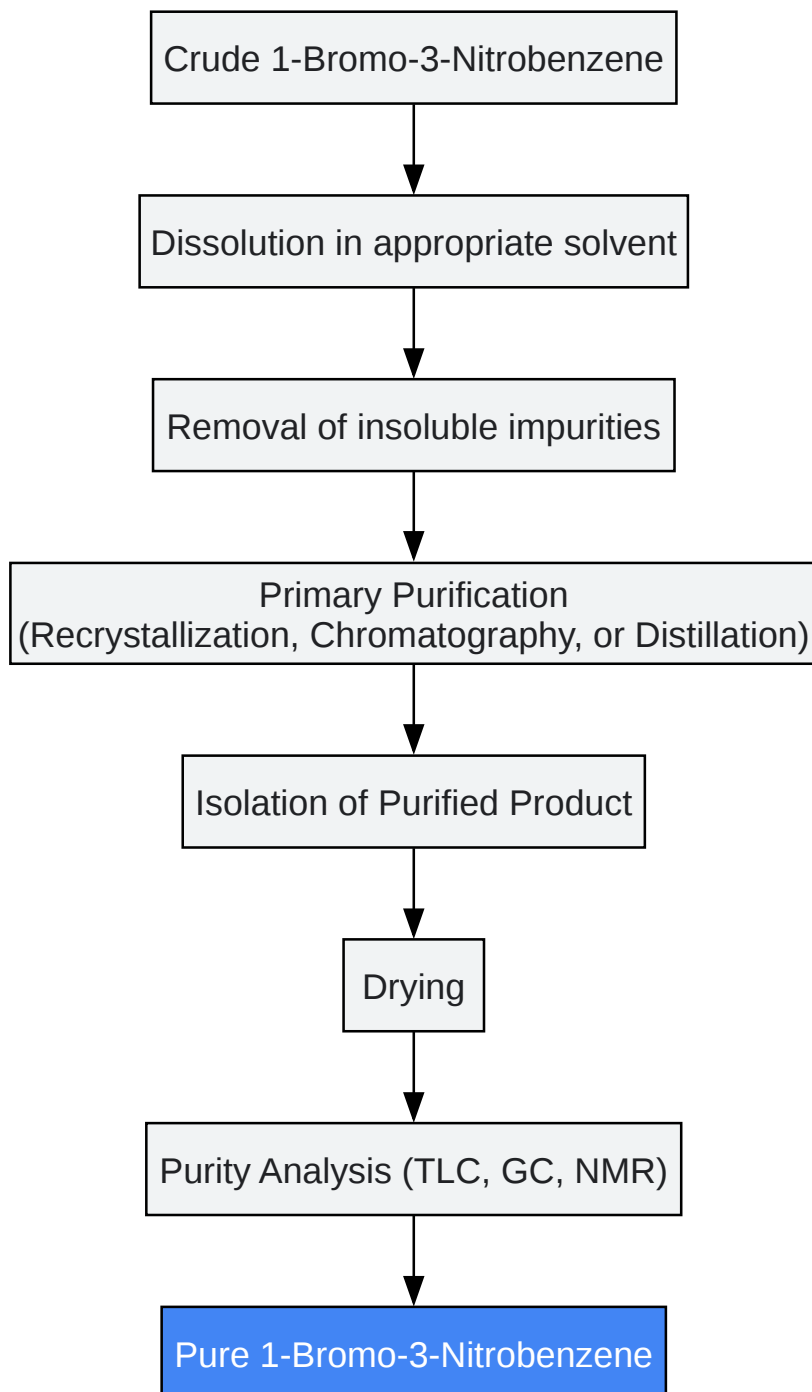 Crude 1-Bromo-3-Nitrobenzene
Dissolution in appropriate solvent
Removal of insoluble impurities
Primary Purification
(Recrystallization, Chromatography, or Distillation)
Isolation of Purified Product
Drying
Purity Analysis (TLC, GC, NMR)
Pure 1-Bromo-3-Nitrobenzene